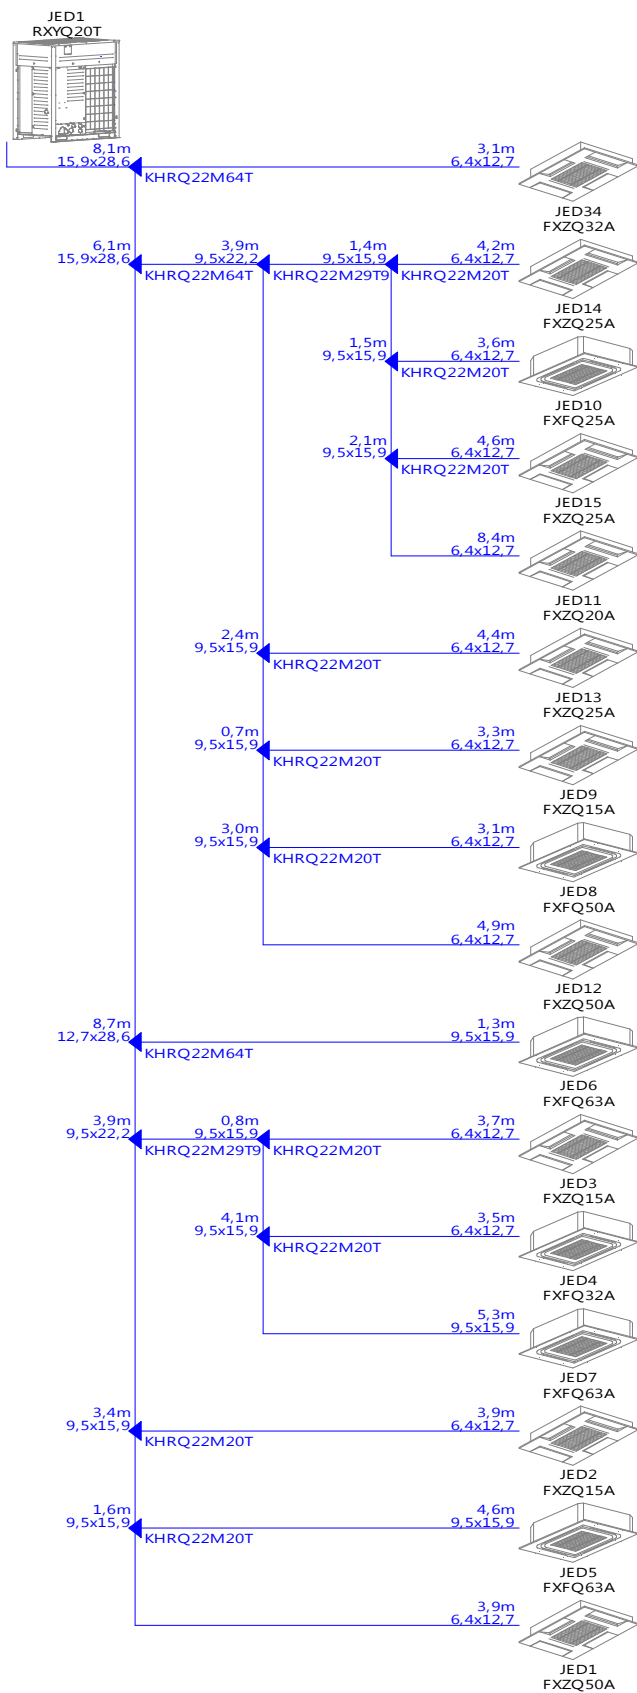 JED1
RXYQ20T
8,1m
15,9x28,6
KHRQ22M64T
3,1m
6,4x12,7
JED34
FXZQ32A
6,1m
15,9x28,6
KHRQ22M64T
3,9m
9,5x22,2
KHRQ22M29T9
1,4m
9,5x15,9
KHRQ22M20T
4,2m
6,4x12,7
JED14
FXZQ25A
1,5m
9,5x15,9
KHRQ22M20T
3,6m
6,4x12,7
JED10
FXFQ25A
2,1m
9,5x15,9
KHRQ22M20T
4,6m
6,4x12,7
JED15
FXZQ25A
8,4m
6,4x12,7
JED11
FXZQ20A
2,4m
9,5x15,9
KHRQ22M20T
4,4m
6,4x12,7
JED13
FXZQ25A
0,7m
9,5x15,9
KHRQ22M20T
3,3m
6,4x12,7
JED9
FXZQ15A
3,0m
9,5x15,9
KHRQ22M20T
3,1m
6,4x12,7
JED8
FXFQ50A
4,9m
6,4x12,7
JED12
FXZQ50A
8,7m
12,7x28,6
KHRQ22M64T
1,3m
9,5x15,9
JED6
FXFQ63A
3,9m
9,5x22,2
KHRQ22M29T9
0,8m
9,5x15,9
KHRQ22M20T
3,7m
6,4x12,7
JED3
FXZQ15A
4,1m
9,5x15,9
KHRQ22M20T
3,5m
6,4x12,7
JED4
FXFQ32A
5,3m
9,5x15,9
JED7
FXFQ63A
3,4m
9,5x15,9
KHRQ22M20T
3,9m
6,4x12,7
JED2
FXZQ15A
1,6m
9,5x15,9
KHRQ22M20T
4,6m
9,5x15,9
JED5
FXFQ63A
3,9m
6,4x12,7
JED1
FXZQ50A